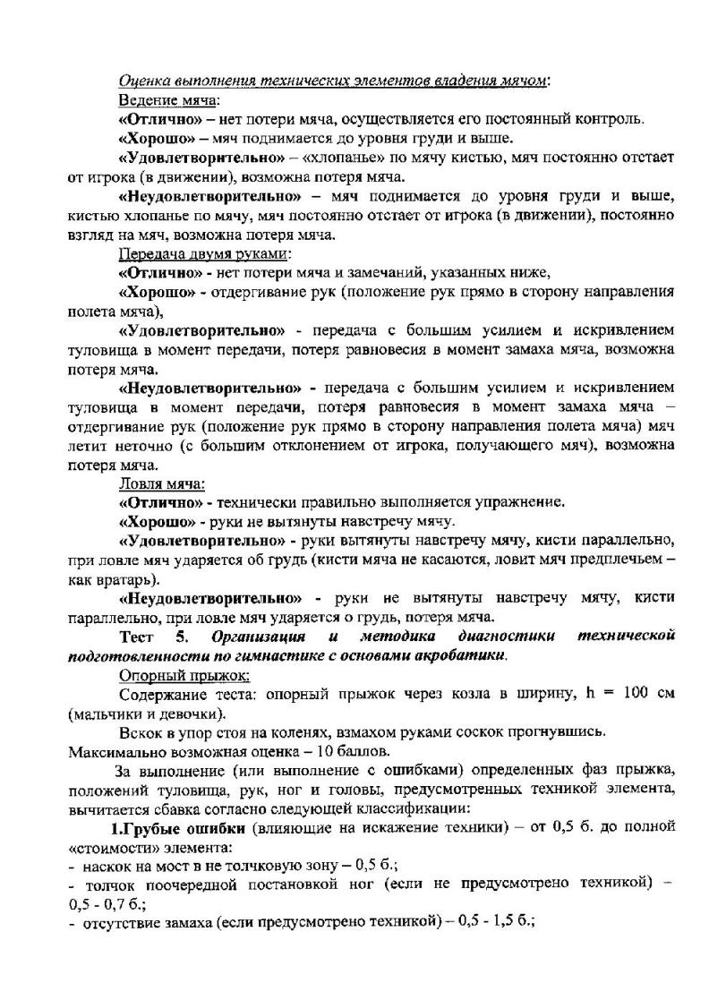 Оценка выполнения технических элементов владения мячом:
Ведение мяча:
«Отлично» – нет потери мяча, осуществляется его постоянный контроль.
«Хорошо» – мяч поднимается до уровня груди и выше.
«Удовлетворительно» – «хлопанье» по мячу кистью, мяч постоянно отстает
от игрока (в движении), возможна потеря мяча.
«Неудовлетворительно» – мяч поднимается до уровня груди и выше,
кистью хлопанье по мячу, мяч постоянно отстает от игрока (в движении), постоянно
взгляд на мяч, возможна потеря мяча.
Передача двумя руками:
«Отлично» - нет потери мяча и замечаний, указанных ниже,
«Хорошо» - отдергивание рук (положение рук прямо в сторону направления
полета мяча),
«Удовлетворительно» - передача с большим усилием и искривлением
туловища в момент передачи, потеря равновесия в момент замаха мяча, возможна
потеря мяча.
«Неудовлетворительно» - передача с большим усилием и искривлением
туловища в момент передачи, потеря равновесия в момент замаха мяча –
отдергивание рук (положение рук прямо в сторону направления полета мяча) мяч
летит неточно (с большим отклонением от игрока, получающего мяч), возможна
потеря мяча.
Ловля мяча:
«Отлично» - технически правильно выполняется упражнение.
«Хорошо» - руки не вытянуты навстречу мячу.
«Удовлетворительно» - руки вытянуты навстречу мячу, кисти параллельно,
при ловле мяч ударяется об грудь (кисти мяча не касаются, ловит мяч предплечьем –
как вратарь).
«Неудовлетворительно» - руки не вытянуты навстречу мячу, кисти
параллельно, при ловле мяч ударяется о грудь, потеря мяча.
Тест 5. Организация и методика диагностики технической
подготовленности по гимнастике с основами акробатики.
Опорный прыжок:
Содержание теста: опорный прыжок через козла в ширину, h = 100 см
(мальчики и девочки).
Вскок в упор стоя на коленях, взмахом руками соскок прогнувшись.
Максимально возможная оценка – 10 баллов.
За выполнение (или выполнение с ошибками) определенных фаз прыжка,
положений туловища, рук, ног и головы, предусмотренных техникой элемента,
вычитается сбавка согласно следующей классификации:
1.Грубые ошибки (влияющие на искажение техники) – от 0,5 б. до полной
«стоимости» элемента:
- наскок на мост в не толчковую зону – 0,5 б.;
- толчок поочередной постановкой ног (если не предусмотрено техникой) –
0,5 - 0,7 б.;
- отсутствие замаха (если предусмотрено техникой) – 0,5 - 1,5 б.;